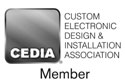 CEDIA
CUSTOM
ELECTRONIC
DESIGN &
INSTALLATION
ASSOCIATION
Member